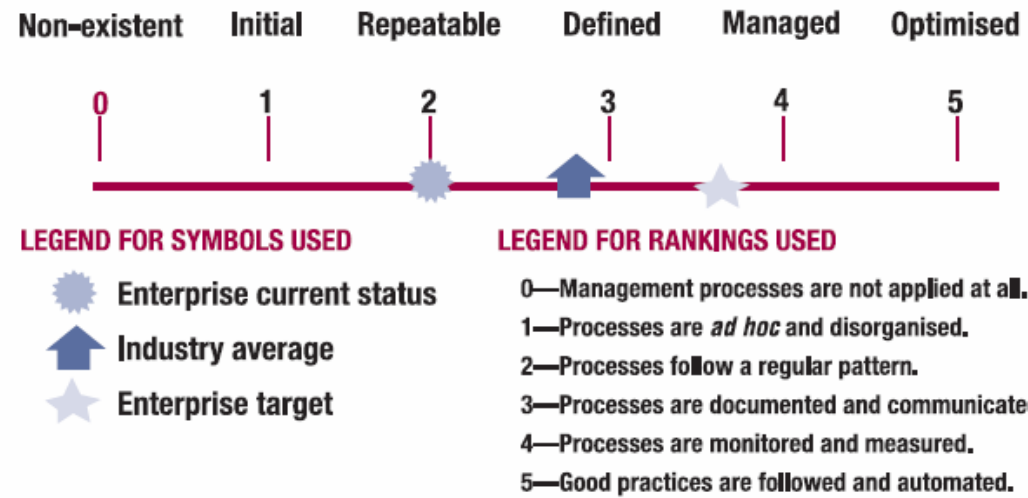 Non-existent Initial Repeatable Defined Managed Optimised
0 1 2 3 4 5
LEGEND FOR SYMBOLS USED
Enterprise current status
Industry average
Enterprise target
LEGEND FOR RANKINGS USED
0—Management processes are not applied at all.
1—Processes are ad hoc and disorganised.
2—Processes follow a regular pattern.
3—Processes are documented and communicate
4—Processes are monitored and measured.
5—Good practices are followed and automated.